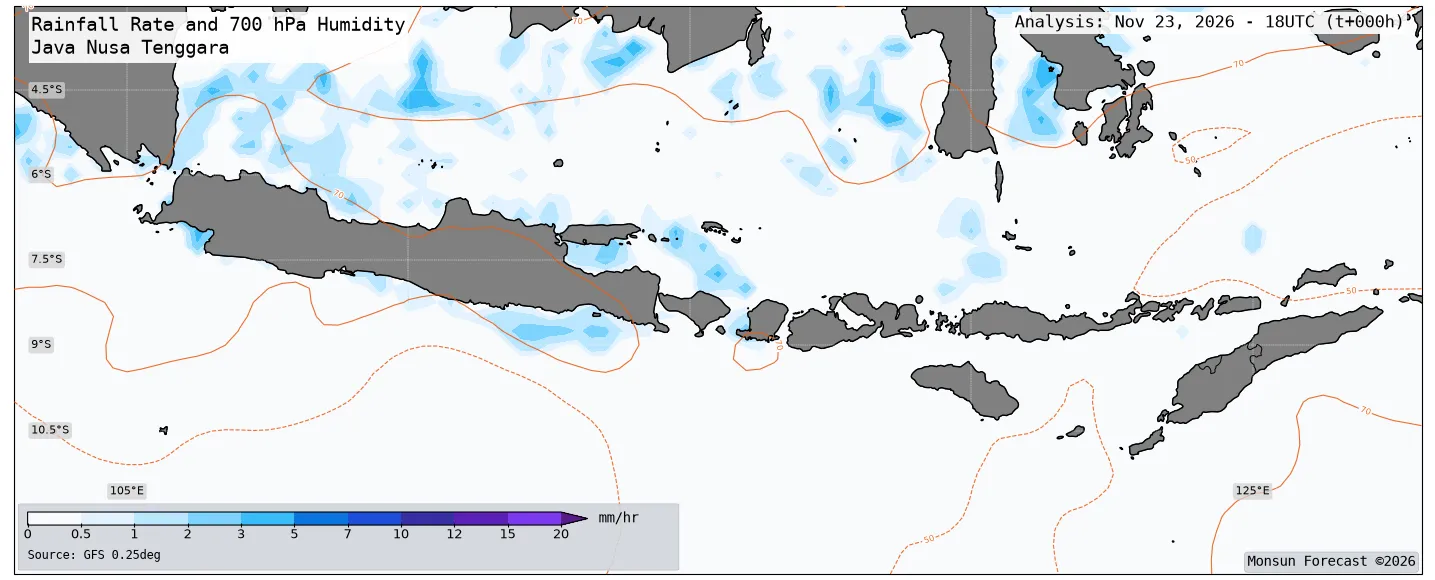 Rainfall Rate and 700 hPa Humidity
Java Nusa Tenggara
Analysis: Nov 23, 2026 - 18UTC (t+000h)
70
70
4.5°S
50
6°S
70
7.5°S
50
9°S
70
70
10.5°S
105°E
125°E
50
mm/hr
0 0.5 1 2 3 5 7 10 12 15 20
Source: GFS 0.25deg
Monsun Forecast ©2026